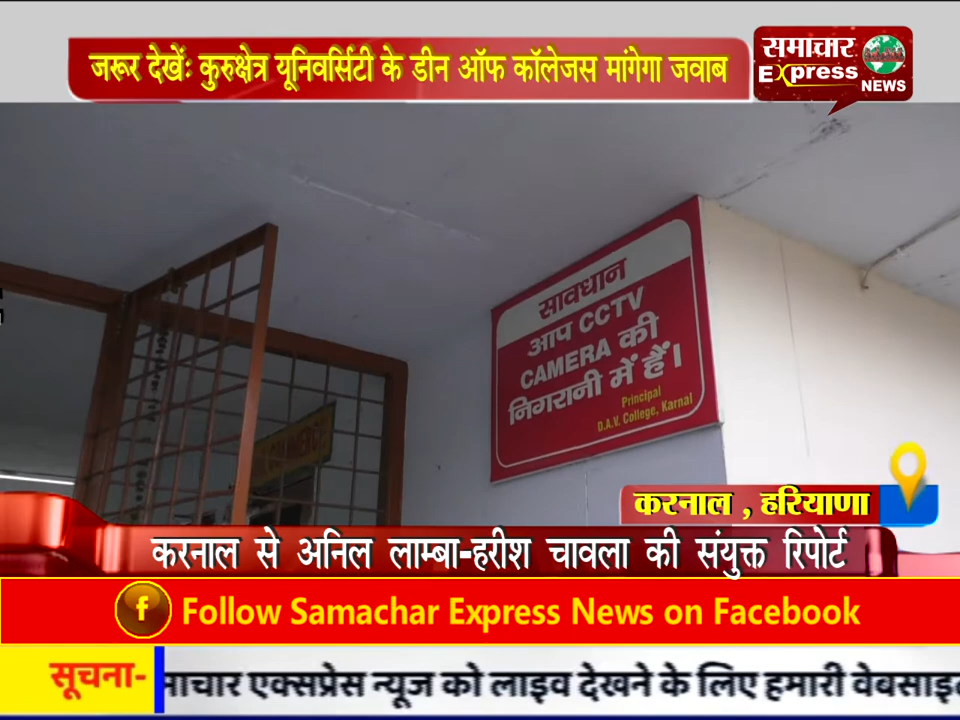 जरूर देखेंः कुरुक्षेत्र यूनिवर्सिटी के डीन ऑफ कॉलेजस मांगेगा जवाब
समाचार
Express
NEWS
सावधान
आप CCTV
CAMERA की
निगरानी में हैं।
Principal
D.A.V. College, Karnal
करनाल , हरियाणा
करनाल से अनिल लाम्बा-हरीश चावला की संयुक्त रिपोर्ट
f Follow Samachar Express News on Facebook
सूचना- माचार एक्सप्रेस न्यूज को लाइव देखने के लिए हमारी वेबसाइट